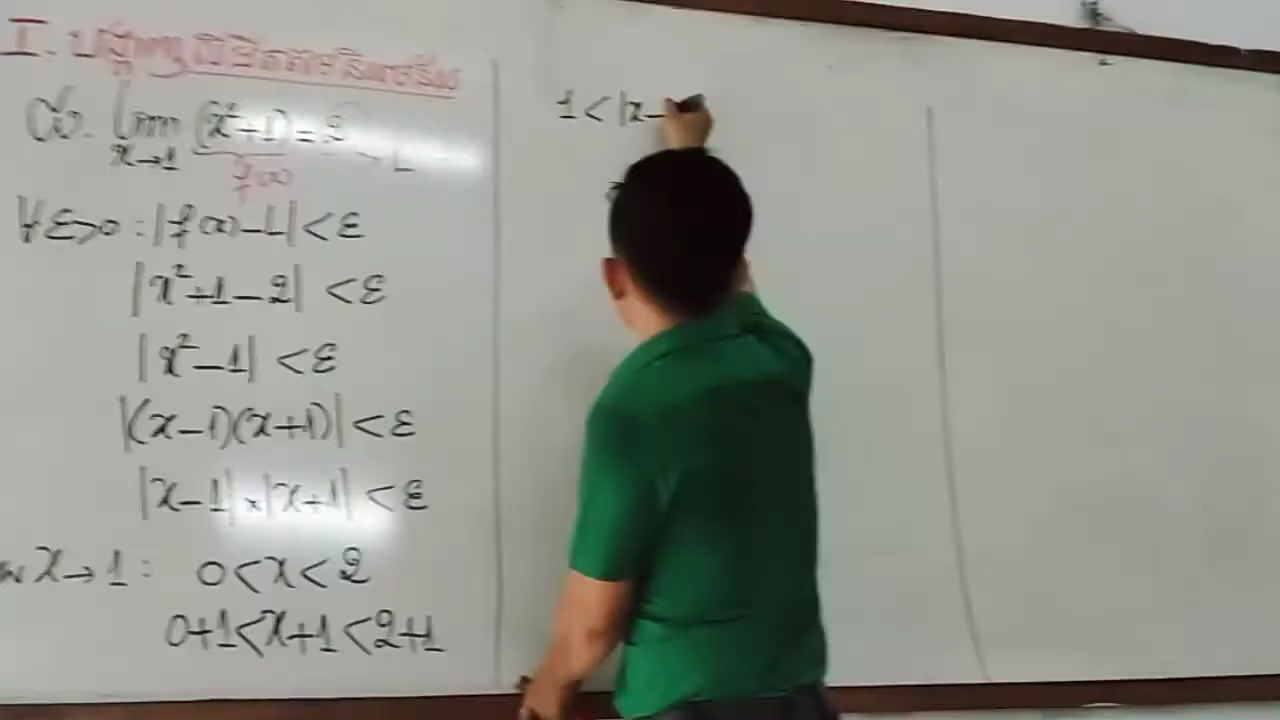 lim (x²+1) = 2 → L
x→1 f(x)
∀ε>0 : |f(x)-L| < ε
|x²+1-2| < ε
|x²-1| < ε
|(x-1)(x+1)| < ε
|x-1| × |x+1| < ε
x→1 : 0<x<2
0+1<x+1<2+1
1 < |x-